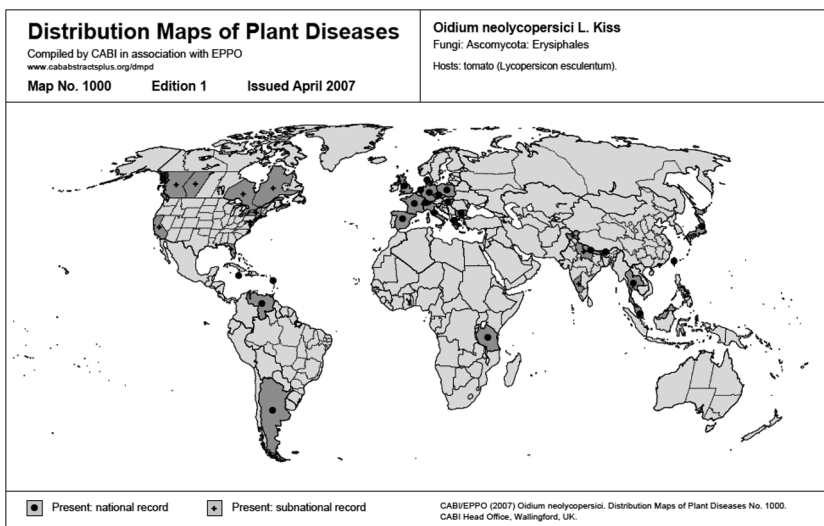 Distribution Maps of Plant Diseases
Compiled by CABI in association with EPPO
www.cababstractsplus.org/dmpd
Map No. 1000 Edition 1 Issued April 2007
Oidium neolycopersici L. Kiss
Fungi: Ascomycota: Erysiphales
Hosts: tomato (Lycopersicon esculentum).
Present: national record
Present: subnational record
CABI/EPPO (2007) Oidium neolycopersici. Distribution Maps of Plant Diseases No. 1000.
CABI Head Office, Wallingford, UK.